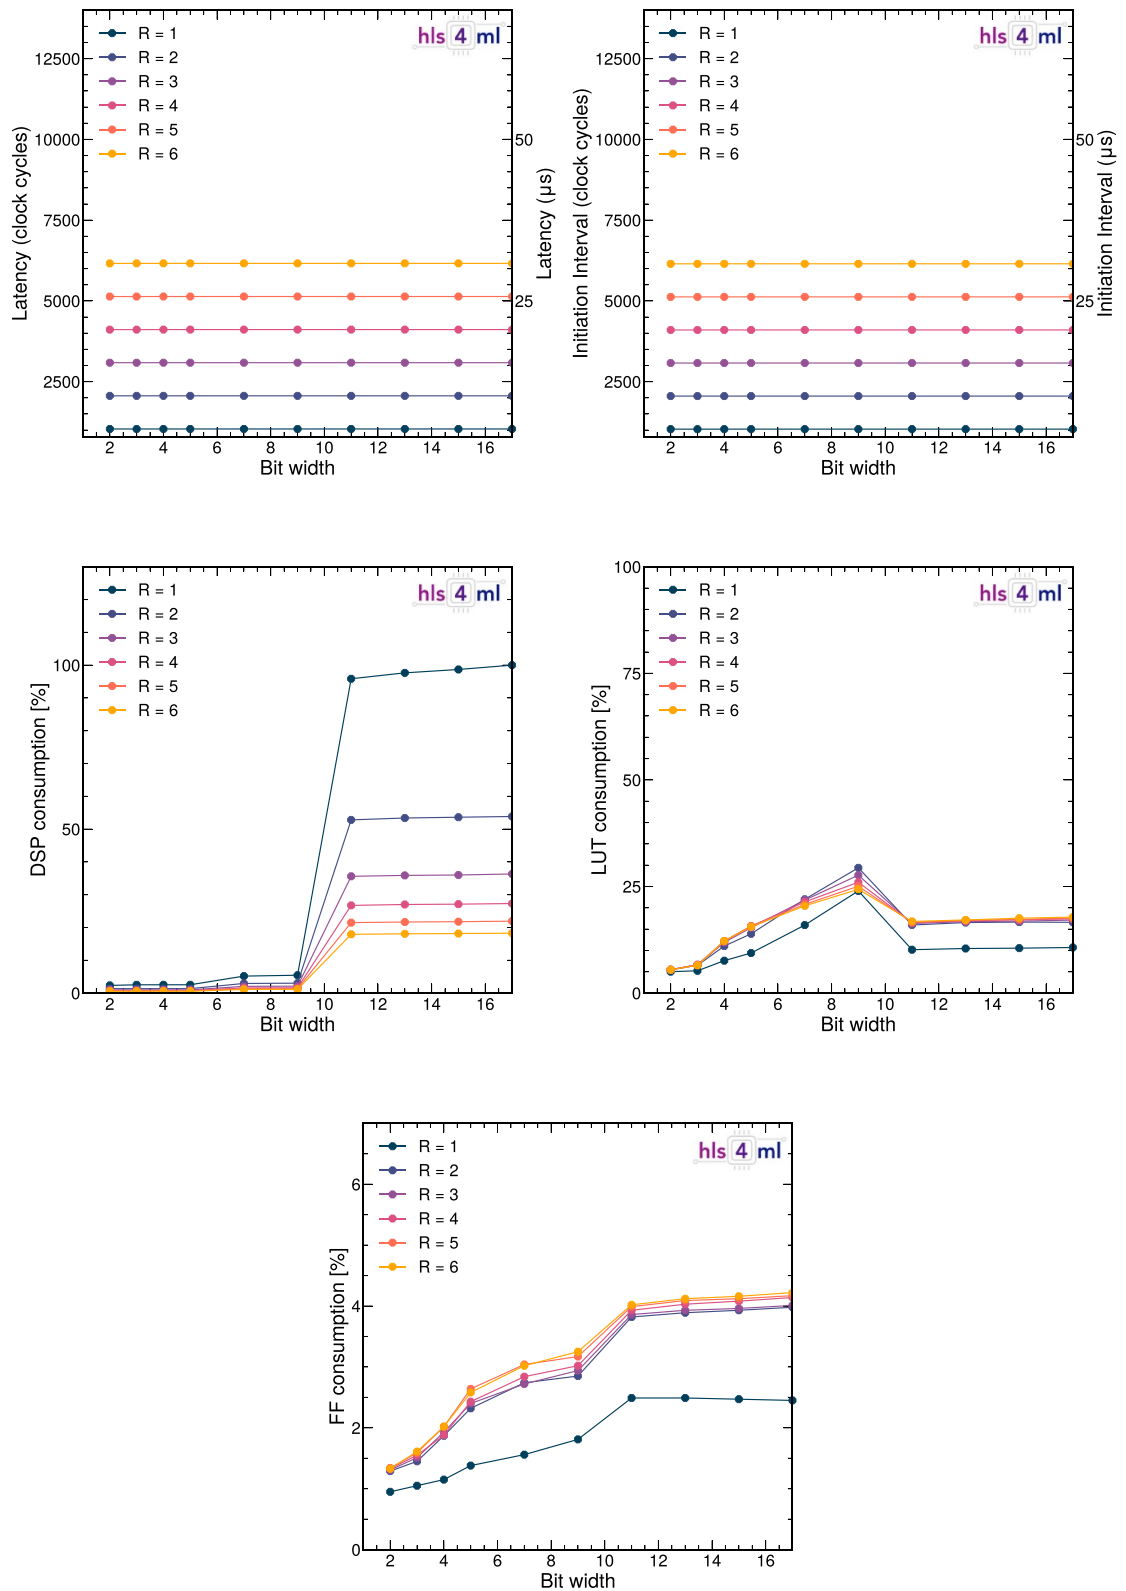 R = 1
R = 2
R = 3
R = 4
R = 5
R = 6
hls 4 ml
12500
10000
7500
5000
2500
50
25
2 4 6 8 10 12 14 16
Bit width
Latency (clock cycles)
Latency (μs)
R = 1
R = 2
R = 3
R = 4
R = 5
R = 6
hls 4 ml
12500
10000
7500
5000
2500
50
25
2 4 6 8 10 12 14 16
Bit width
Initiation Interval (clock cycles)
Initiation Interval (μs)
R = 1
R = 2
R = 3
R = 4
R = 5
R = 6
hls 4 ml
100
50
0
2 4 6 8 10 12 14 16
Bit width
DSP consumption [%]
R = 1
R = 2
R = 3
R = 4
R = 5
R = 6
hls 4 ml
100
75
50
25
0
2 4 6 8 10 12 14 16
Bit width
LUT consumption [%]
R = 1
R = 2
R = 3
R = 4
R = 5
R = 6
hls 4 ml
6
4
2
0
2 4 6 8 10 12 14 16
Bit width
FF consumption [%]